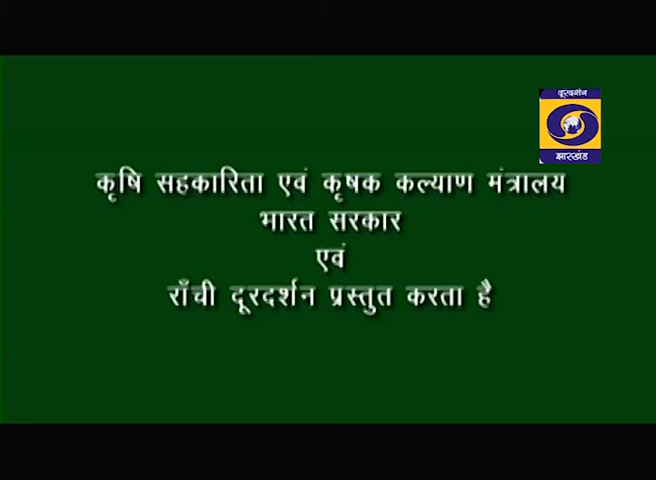 दूरदर्शन
झारखंड
कृषि सहकारिता एवं कृषक कल्याण मंत्रालय
भारत सरकार
एवं
राँची दूरदर्शन प्रस्तुत करता है